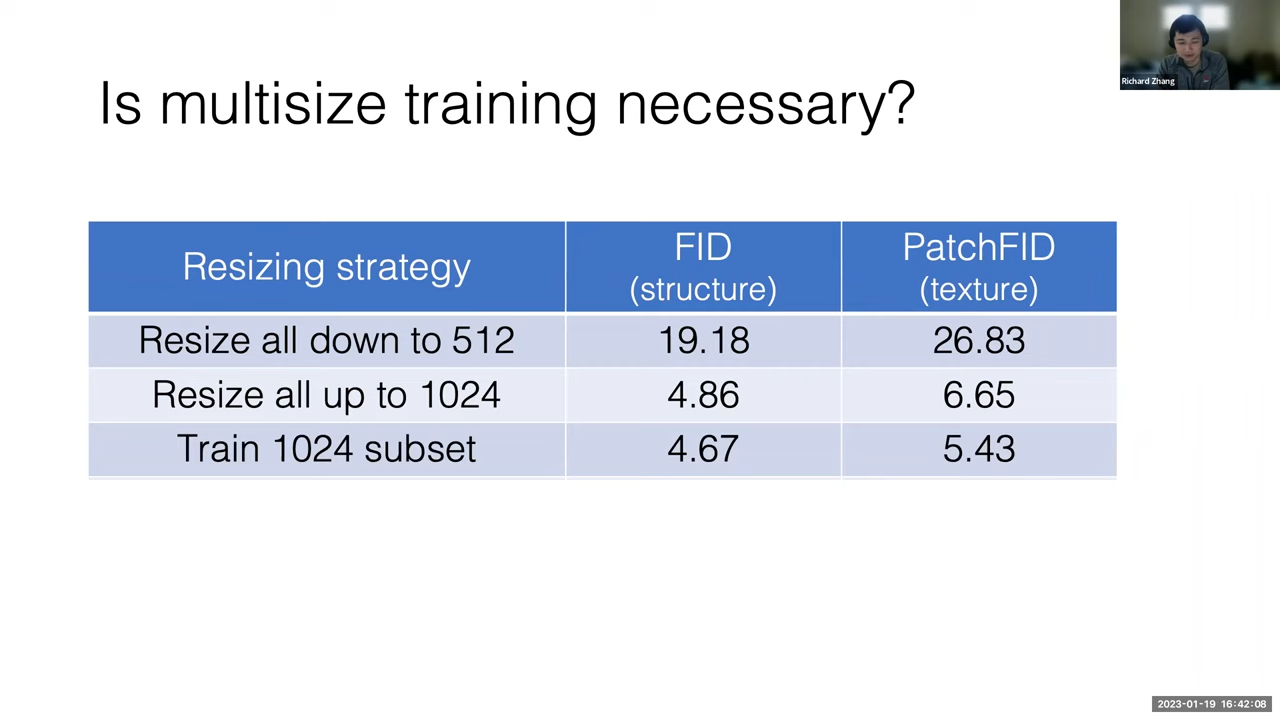 Is multisize training necessary?
Richard Zhang
Resizing strategy
FID
(structure)
PatchFID
(texture)
Resize all down to 512 19.18 26.83
Resize all up to 1024 4.86 6.65
Train 1024 subset 4.67 5.43
2023-01-19 16:42:08